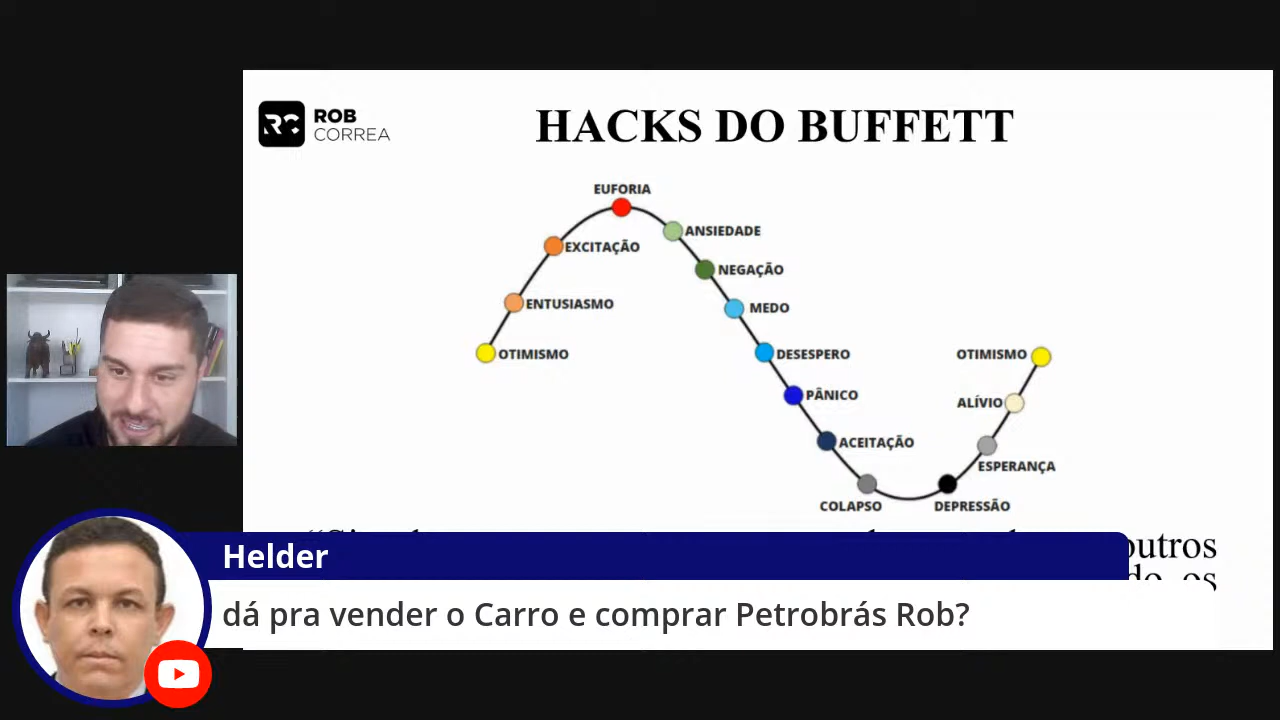 ROB
CORREA
HACKS DO BUFFETT
EUFORIA
ANSIEDADE
EXCITAÇÃO
NEGAÇÃO
ENTUSIASMO
MEDO
OTIMISMO
DESESPERO
OTIMISMO
PÂNICO
ALÍVIO
ACEITAÇÃO
ESPERANÇA
COLAPSO
DEPRESSÃO
outros
os
Helder
dá pra vender o Carro e comprar Petrobrás Rob?